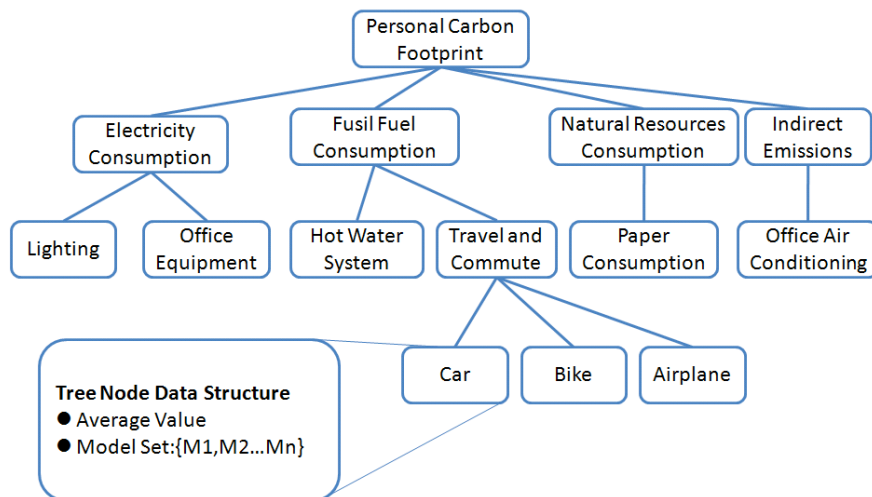 Personal Carbon
Footprint
Electricity
Consumption
Fusil Fuel
Consumption
Natural Resources
Consumption
Indirect
Emissions
Lighting
Office
Equipment
Hot Water
System
Travel and
Commute
Paper
Consumption
Office Air
Conditioning
Car
Bike
Airplane
Tree Node Data Structure
● Average Value
● Model Set:{M1,M2...Mn}